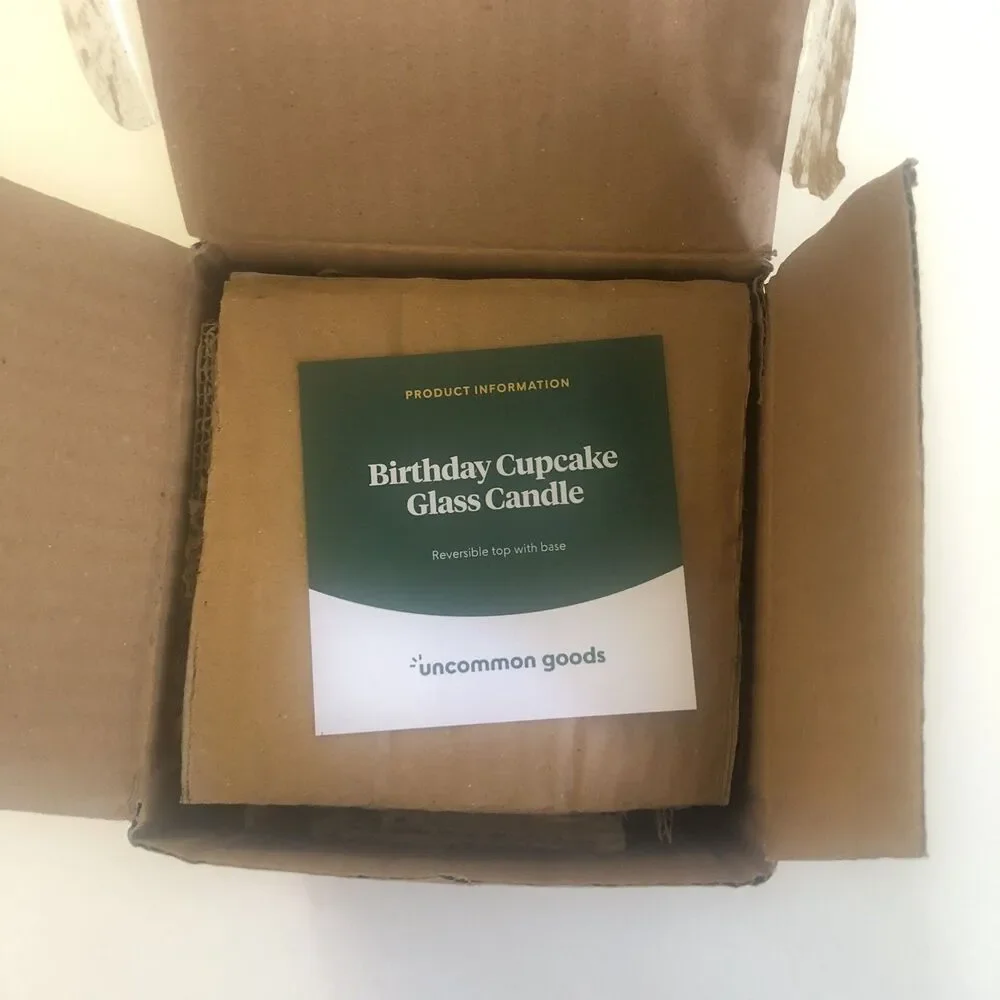 PRODUCT INFORMATION
Birthday Cupcake
Glass Candle
Reversible top with base
uncommon goods